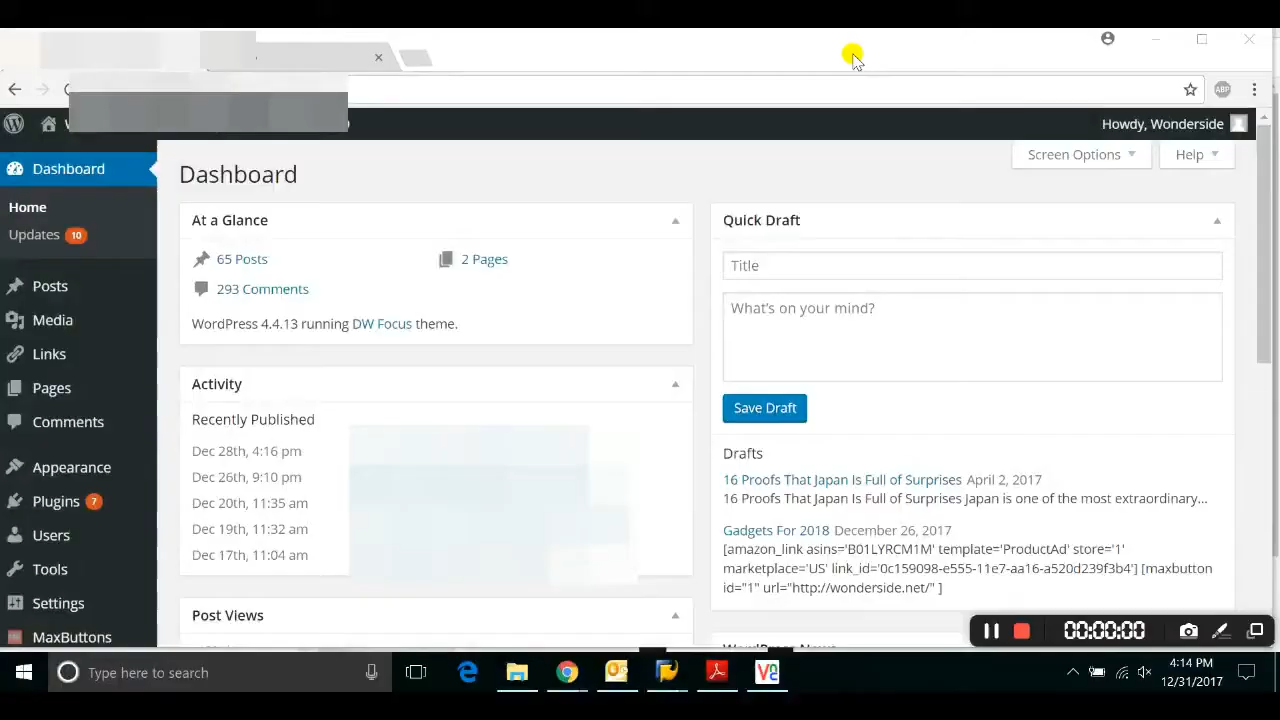 ABP
Howdy, Wonderside
Dashboard
Screen Options
Help
Dashboard
Home
Updates 10
Posts
Media
Links
Pages
Comments
Appearance
Plugins 7
Users
Tools
Settings
MaxButtons
At a Glance
65 Posts
2 Pages
293 Comments
WordPress 4.4.13 running DW Focus theme.
Activity
Recently Published
Dec 28th, 4:16 pm
Dec 26th, 9:10 pm
Dec 20th, 11:35 am
Dec 19th, 11:32 am
Dec 17th, 11:04 am
Post Views
Quick Draft
Title
What's on your mind?
Save Draft
Drafts
16 Proofs That Japan Is Full of Surprises April 2, 2017
16 Proofs That Japan Is Full of Surprises Japan is one of the most extraordinary…
Gadgets For 2018 December 26, 2017
[amazon_link asins='B01LYRCM1M' template='ProductAd' store='1'
marketplace='US' link_id='0c159098-e555-11e7-aa16-a520d239f3b4'] [maxbutton
id="1" url="http://wonderside.net/" ]
00:00:00
Type here to search
4:14 PM
12/31/2017